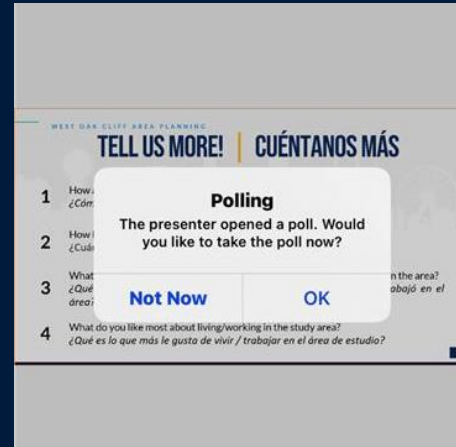 WEST OAK CLIFF AREA PLANNING
TELL US MORE! | CUÉNTANOS MÁS
1 How
¿Cóm
2 How
¿Cuá
What n the area?
3 ¿Qué abajó en el
área?
Polling
The presenter opened a poll. Would
you like to take the poll now?
Not Now OK
4 What do you like most about living/working in the study area?
¿Qué es lo que más le gusta de vivir / trabajar en el área de estudio?